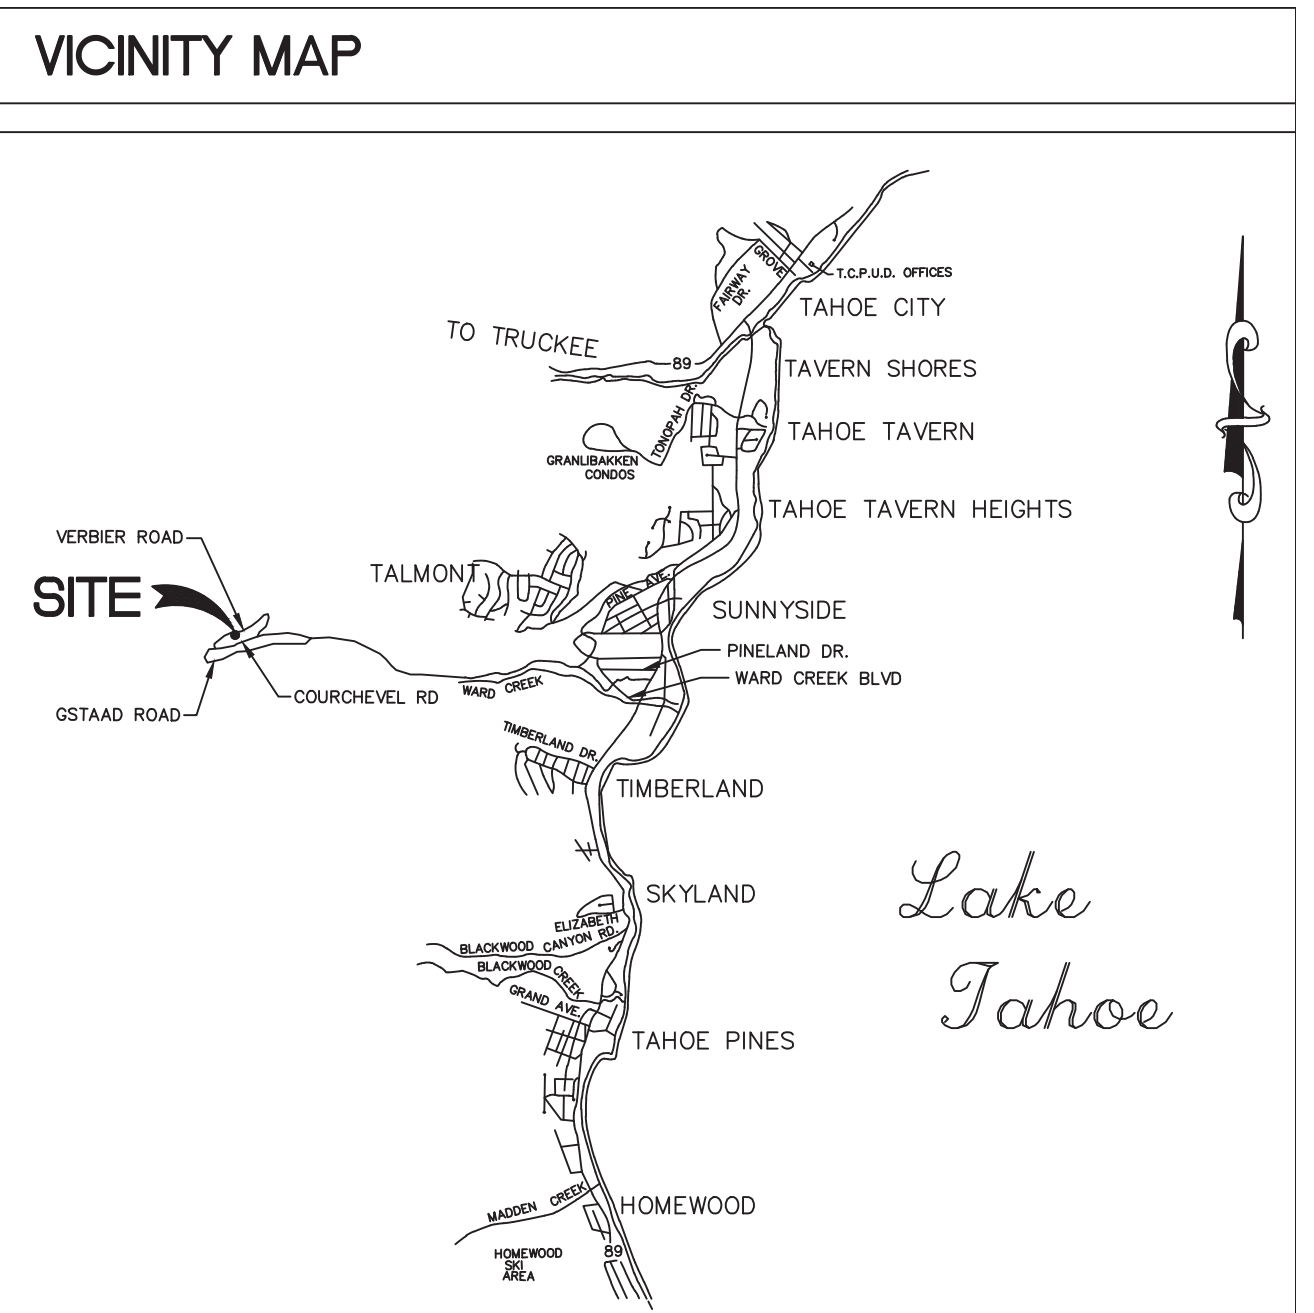 VICINITY MAP
GROVE
T.C.P.U.D. OFFICES
FAIRWAY
DR.
TAHOE CITY
TO TRUCKEE
89
TAVERN SHORES
TONOPAH DR.
TAHOE TAVERN
GRANLIBAKKEN
CONDOS
TAHOE TAVERN HEIGHTS
VERBIER ROAD
TALMONT
SITE
PINE AVE.
SUNNYSIDE
PINELAND DR.
WARD CREEK BLVD
COURCHEVEL RD
WARD CREEK
GSTAAD ROAD
TIMBERLAND DR.
TIMBERLAND
SKYLAND
Lake
Tahoe
ELIZABETH
BLACKWOOD CANYON RD.
BLACKWOOD CREEK
GRAND AVE.
TAHOE PINES
MADDEN CREEK
HOMEWOOD
89
HOMEWOOD
SKI
AREA